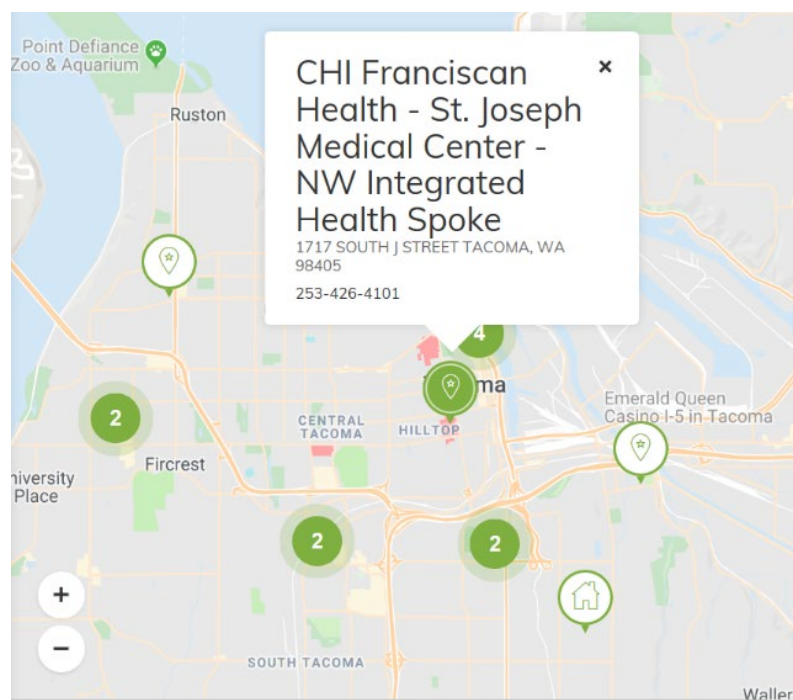 Point Defiance
Zoo & Aquarium
Ruston
CHI Franciscan
Health - St. Joseph
Medical Center -
NW Integrated
Health Spoke
1717 SOUTH J STREET TACOMA, WA
98405
253-426-4101
×
4
ma
Emerald Queen
Casino I-5 in Tacoma
2
CENTRAL
TACOMA
HILLTOP
Fircrest
niversity
Place
2
2
+
−
SOUTH TACOMA
Waller